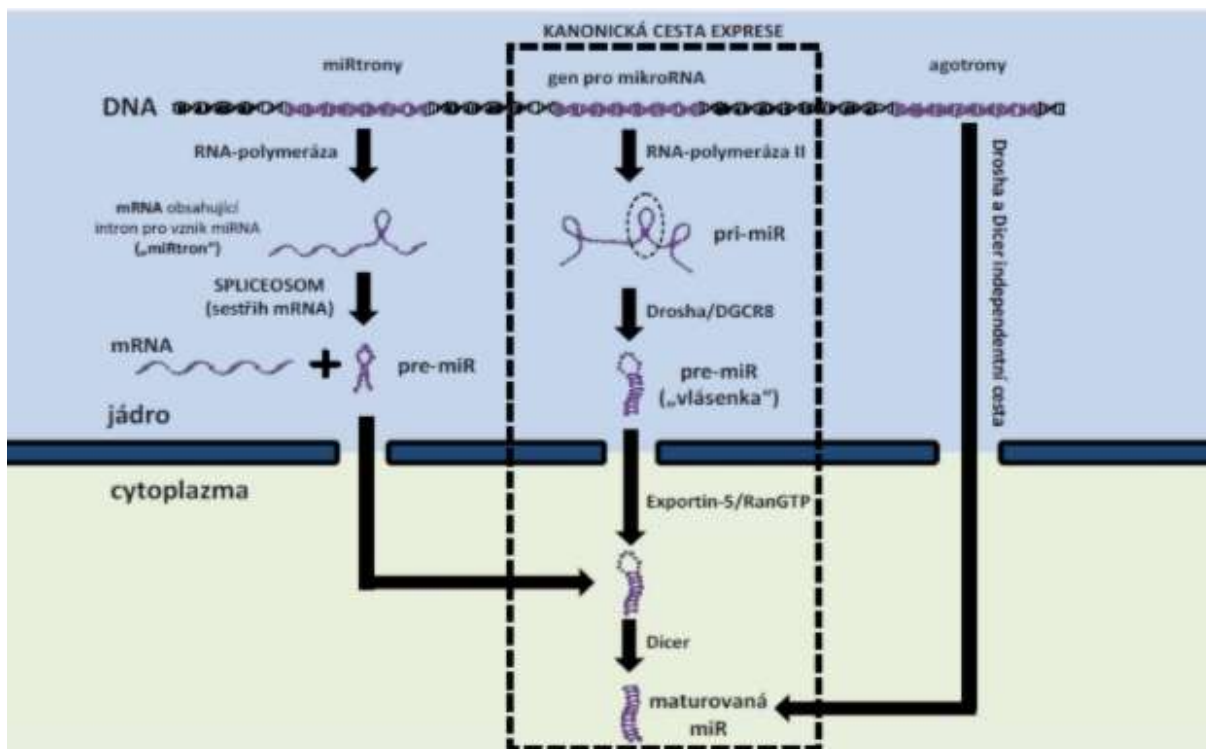 KANONICKÁ CESTA EXPRESE
miRtrony
gen pro mikroRNA
agotrony
DNA
RNA-polymeráza
RNA-polymeráza II
mRNA obsahující
intron pro vznik miRNA
(„miRtron“)
pri-miR
SPLICEOSOM
(sestřih mRNA)
Drosha/DGCR8
mRNA
+
pre-miR
pre-miR
(„vlásenka“)
Drosha a Dicer independentní cesta
jádro
cytoplazma
Exportin-5/RanGTP
Dicer
maturovaná
miR